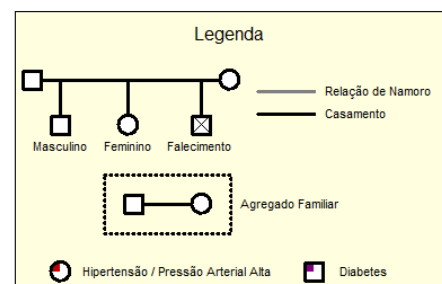 Legenda
Relação de Namoro
Casamento
Masculino Feminino Falecimento
Agregado Familiar
Hipertensão / Pressão Arterial Alta Diabetes